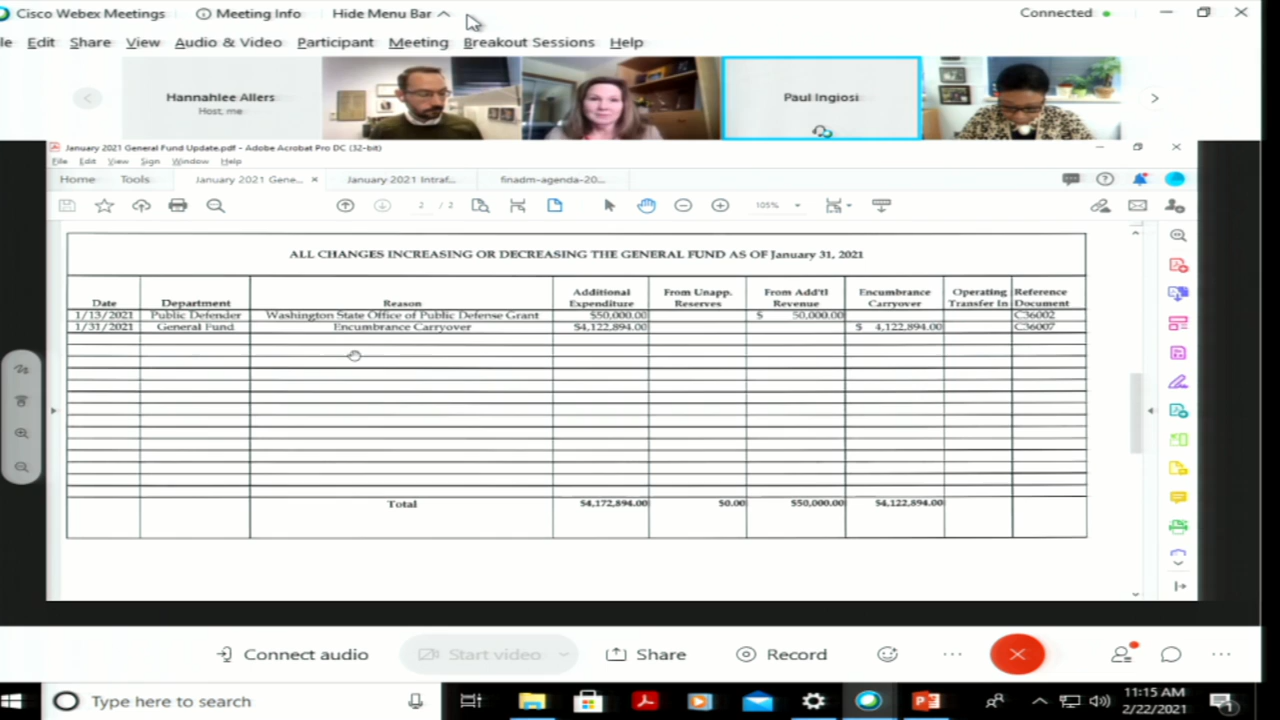 Cisco Webex Meetings Meeting Info Hide Menu Bar Connected
Edit Share View Audio & Video Participant Meeting Breakout Sessions Help
Hannahlee Allers
Host, me
Paul Ingiosi
January 2021 General Fund Update.pdf - Adobe Acrobat Pro DC (32-bit)
File Edit View Sign Window Help
Home Tools January 2021 Gene... × January 2021 Intraf... finadm-agenda-20...
2 / 2 105%
ALL CHANGES INCREASING OR DECREASING THE GENERAL FUND AS OF January 31, 2021
Date Department Reason Additional Expenditure From Unapp. Reserves From Add'tl Revenue Encumbrance Carryover Operating Transfer In Reference Document
1/13/2021 Public Defender Washington State Office of Public Defense Grant $50,000.00 $ 50,000.00 C36002
1/31/2021 General Fund Encumbrance Carryover $4,122,894.00 $ 4,122,894.00 C36007
Total $4,172,894.00 $0.00 $50,000.00 $4,122,894.00
Connect audio Start video Share Record
Type here to search
11:15 AM
2/22/2021
1